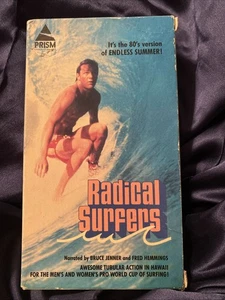 PRISM
It's the 80's version
of ENDLESS SUMMER!
Radical
Surfers
Narrated by BRUCE JENNER and FRED HEMMINGS
AWESOME TUBULAR ACTION IN HAWAII
FOR THE MEN'S AND WOMEN'S PRO WORLD CUP OF SURFING!